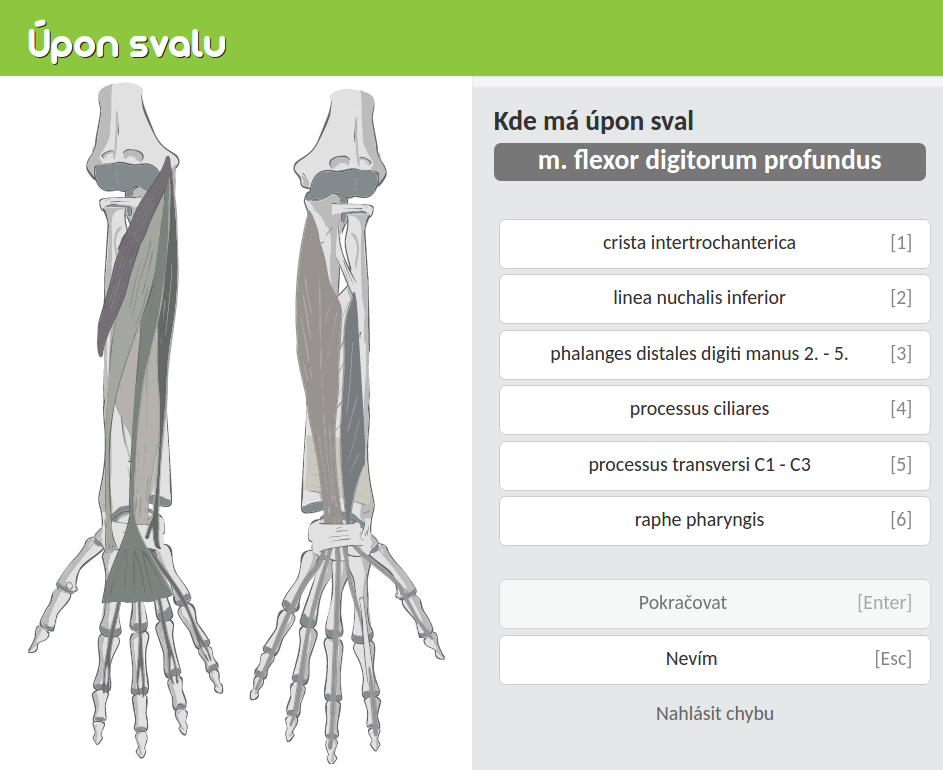 Úpon svalu
Kde má úpon sval
m. flexor digitorum profundus
crista intertrochanterica [1]
linea nuchalis inferior [2]
phalanges distales digiti manus 2. - 5. [3]
processus ciliares [4]
processus transversi C1 - C3 [5]
raphe pharyngis [6]
Pokračovat [Enter]
Nevím [Esc]
Nahlásit chybu